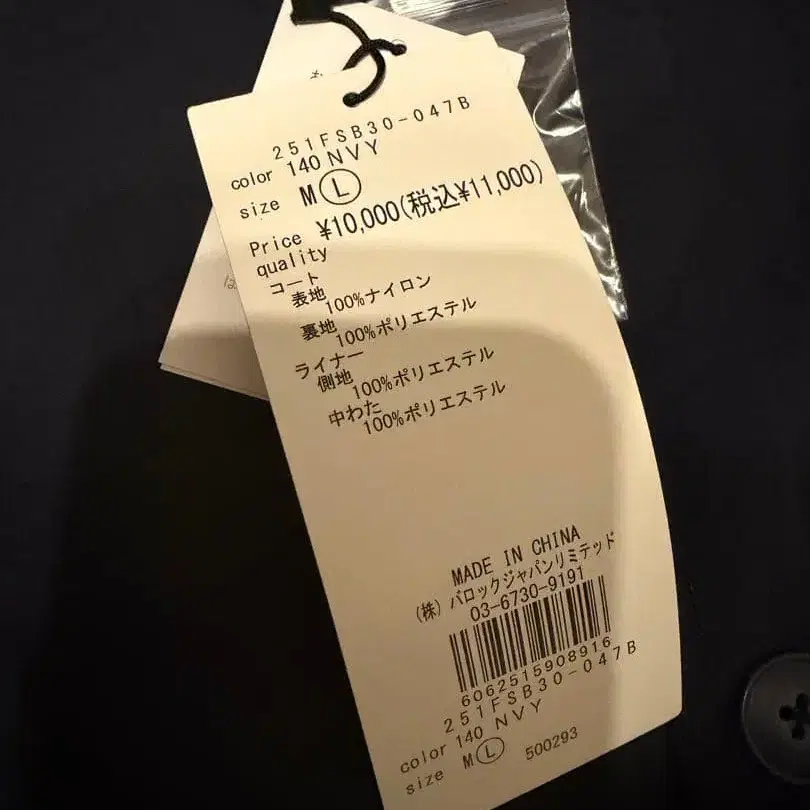 251FSB30-047B
color 140 NVY
size M L
Price ¥10,000(税込¥11,000)
quality
コート
表地
100%ナイロン
裏地
100%ポリエステル
ライナー
側地
100%ポリエステル
中わた
100%ポリエステル
MADE IN CHINA
(株)バロックジャパンリミテッド
03-6730-9191
6062515908916
251FSB30-047B
color 140 NVY
size M L 500293